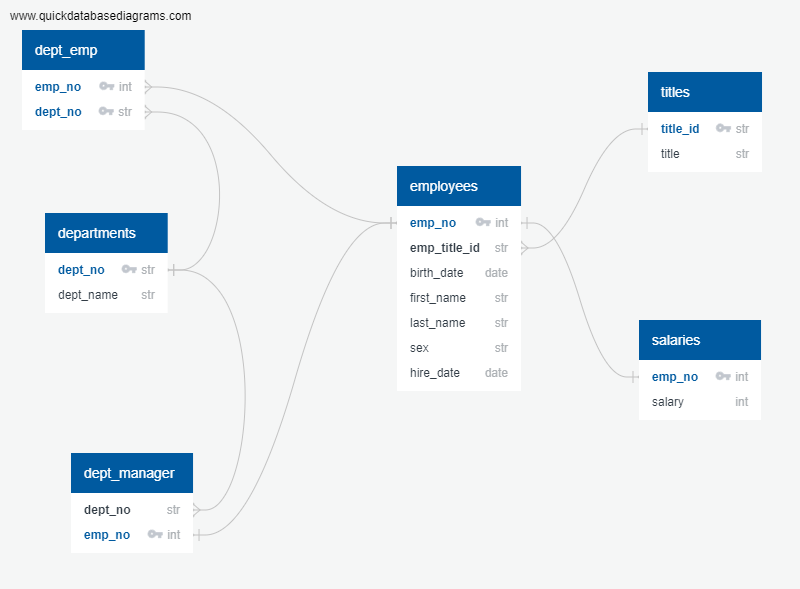 www.quickdatabasediagrams.com
dept_emp
emp_no int
dept_no str
departments
dept_no str
dept_name str
dept_manager
dept_no str
emp_no int
employees
emp_no int
emp_title_id str
birth_date date
first_name str
last_name str
sex str
hire_date date
titles
title_id str
title str
salaries
emp_no int
salary int